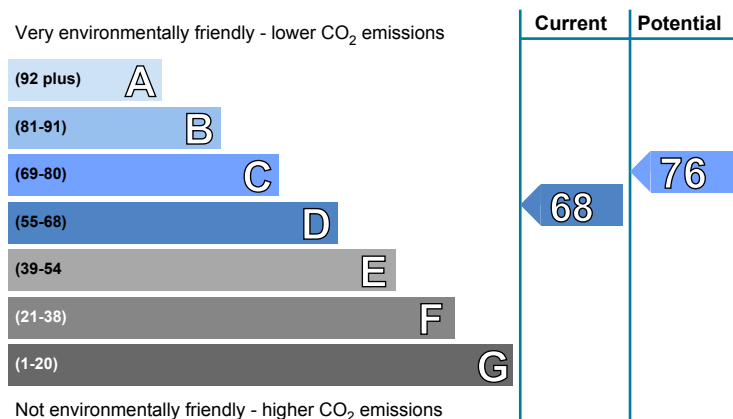 Very environmentally friendly - lower CO2 emissions
Current
Potential
(92 plus) A
(81-91) B
(69-80) C
(55-68) D
(39-54 E
(21-38) F
(1-20) G
68
76
Not environmentally friendly - higher CO2 emissions